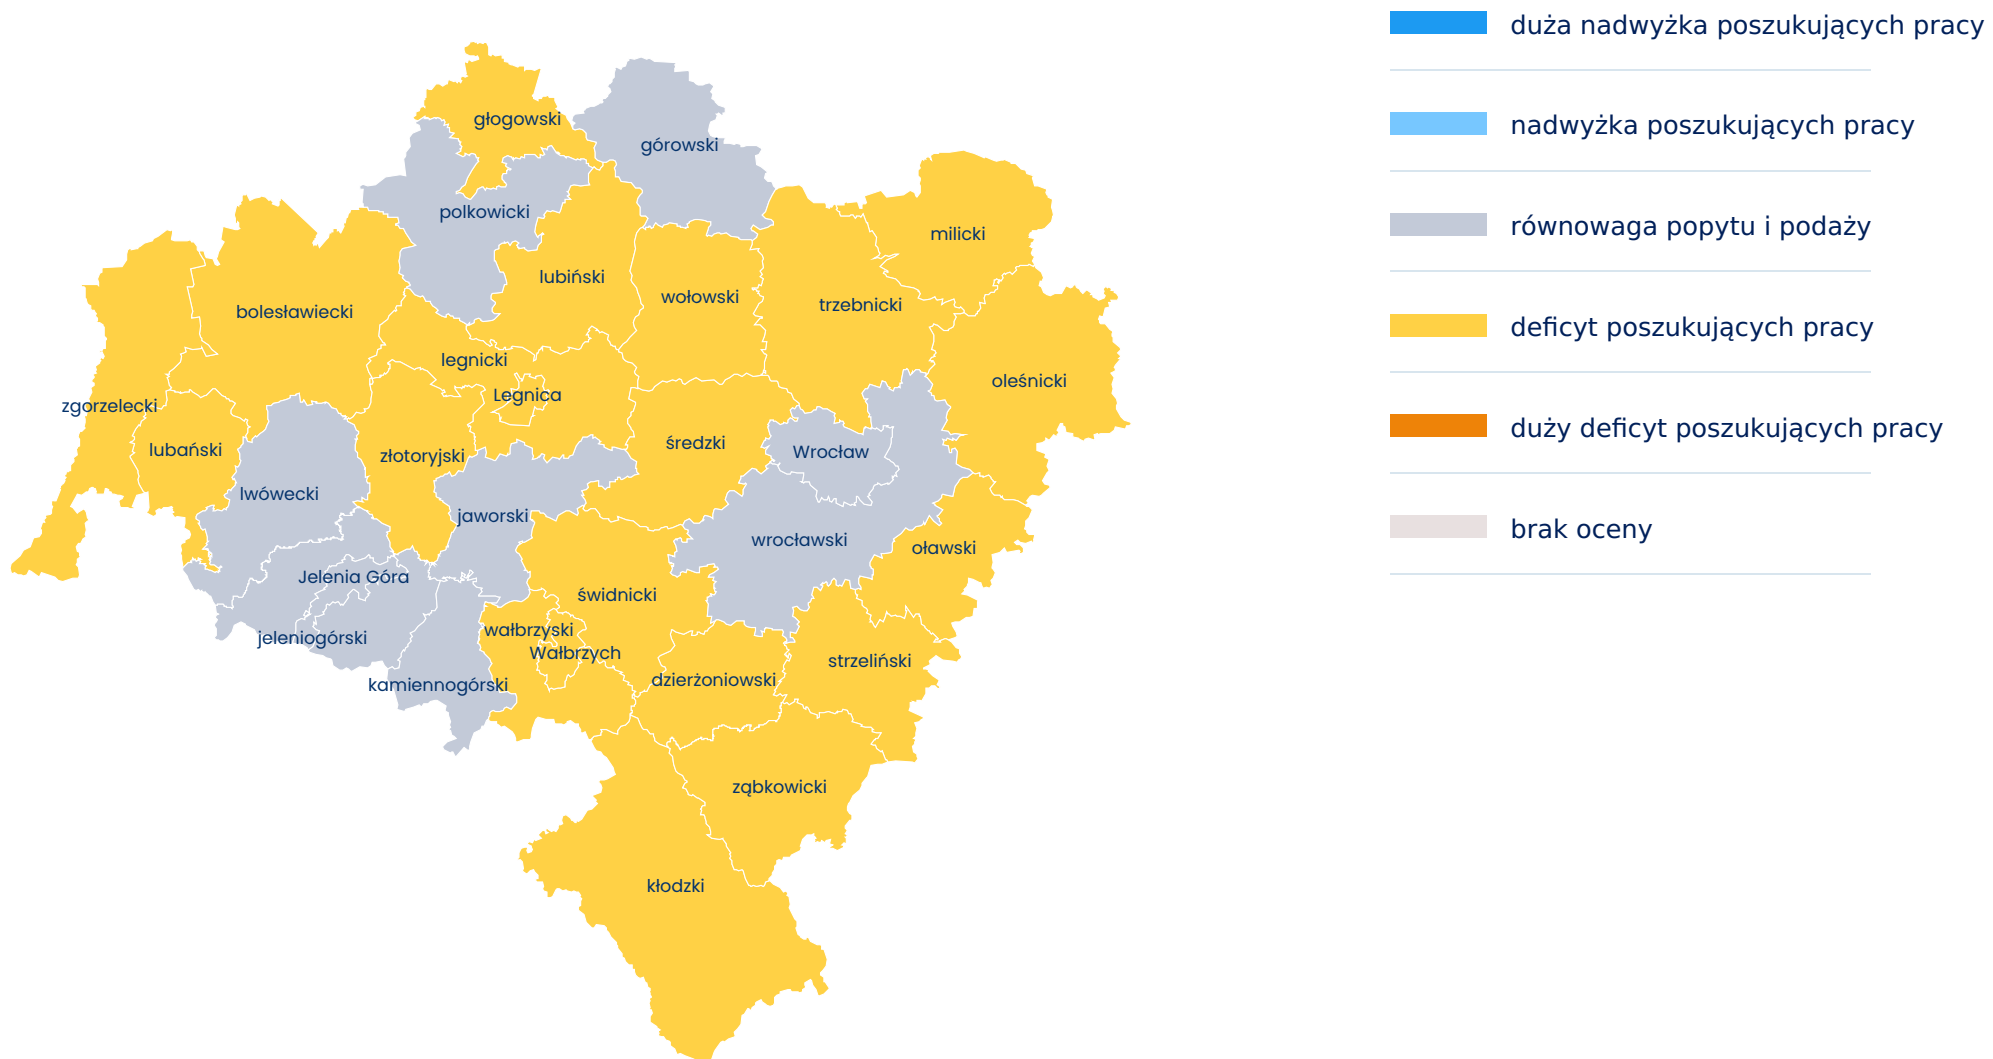 duża nadwyżka poszukujących pracy
nadwyżka poszukujących pracy
równowaga popytu i podaży
deficyt poszukujących pracy
duży deficyt poszukujących pracy
brak oceny
głogowski
górowski
polkowicki
milicki
lubiński
wołowski
trzebnicki
bolesławiecki
legnicki
oleśnicki
Legnica
zgorzelecki
lubański
złotoryjski
średzki
Wrocław
lwówecki
jaworski
wrocławski
oławski
Jelenia Góra
świdnicki
jeleniogórski
wałbrzyski
Wałbrzych
strzeliński
kamiennogórski
dzierżoniowski
ząbkowicki
kłodzki